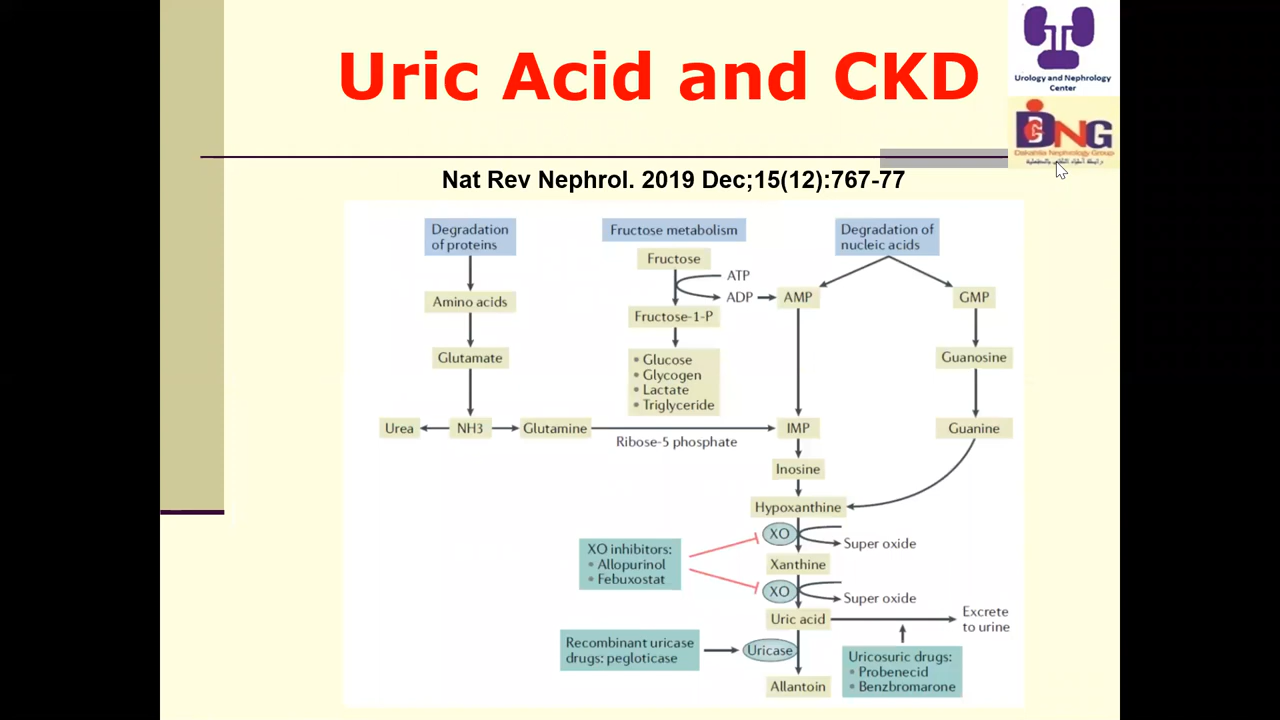 Uric Acid and CKD
Urology and Nephrology
Center
DCNG
Dakahlia Nephrology Group
Nat Rev Nephrol. 2019 Dec;15(12):767-77
Degradation
of proteins
Fructose metabolism
Degradation of
nucleic acids
Fructose
ATP
ADP
AMP
GMP
Amino acids
Fructose-1-P
Glutamate
• Glucose
• Glycogen
• Lactate
• Triglyceride
Guanosine
Urea
NH3
Glutamine
Ribose-5 phosphate
IMP
Guanine
Inosine
Hypoxanthine
XO
Super oxide
XO inhibitors:
• Allopurinol
• Febuxostat
Xanthine
XO
Super oxide
Uric acid
Excrete
to urine
Recombinant uricase
drugs: pegloticase
Uricase
Uricosuric drugs:
• Probenecid
• Benzbromarone
Allantoin